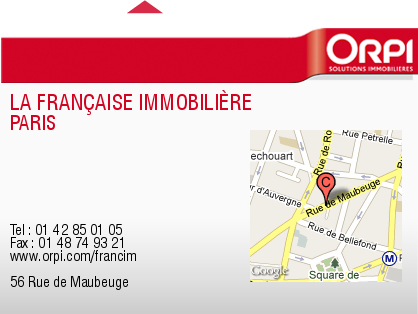 ORPI
SOLUTIONS IMMOBILIÈRES
LA FRANÇAISE IMMOBILIÈRE
PARIS
Rue Petrelle
Rue de Ro
echouart
C
ur d'Auvergne
Rue de Maubeuge
Rue de Bellefond
M
Google
Square de
Tel : 01 42 85 01 05
Fax : 01 48 74 93 21
www.orpi.com/francim
56 Rue de Maubeuge